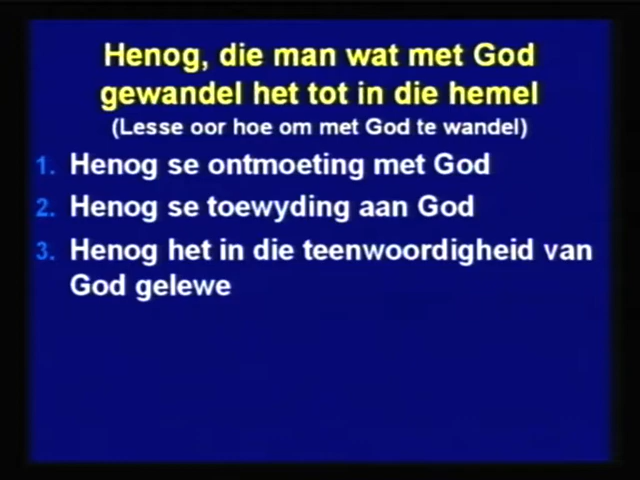 Henog, die man wat met God
gewandel het tot in die hemel
(Lesse oor hoe om met God te wandel)
1. Henog se ontmoeting met God
2. Henog se toewyding aan God
3. Henog het in die teenwoordigheid van
God gelewe